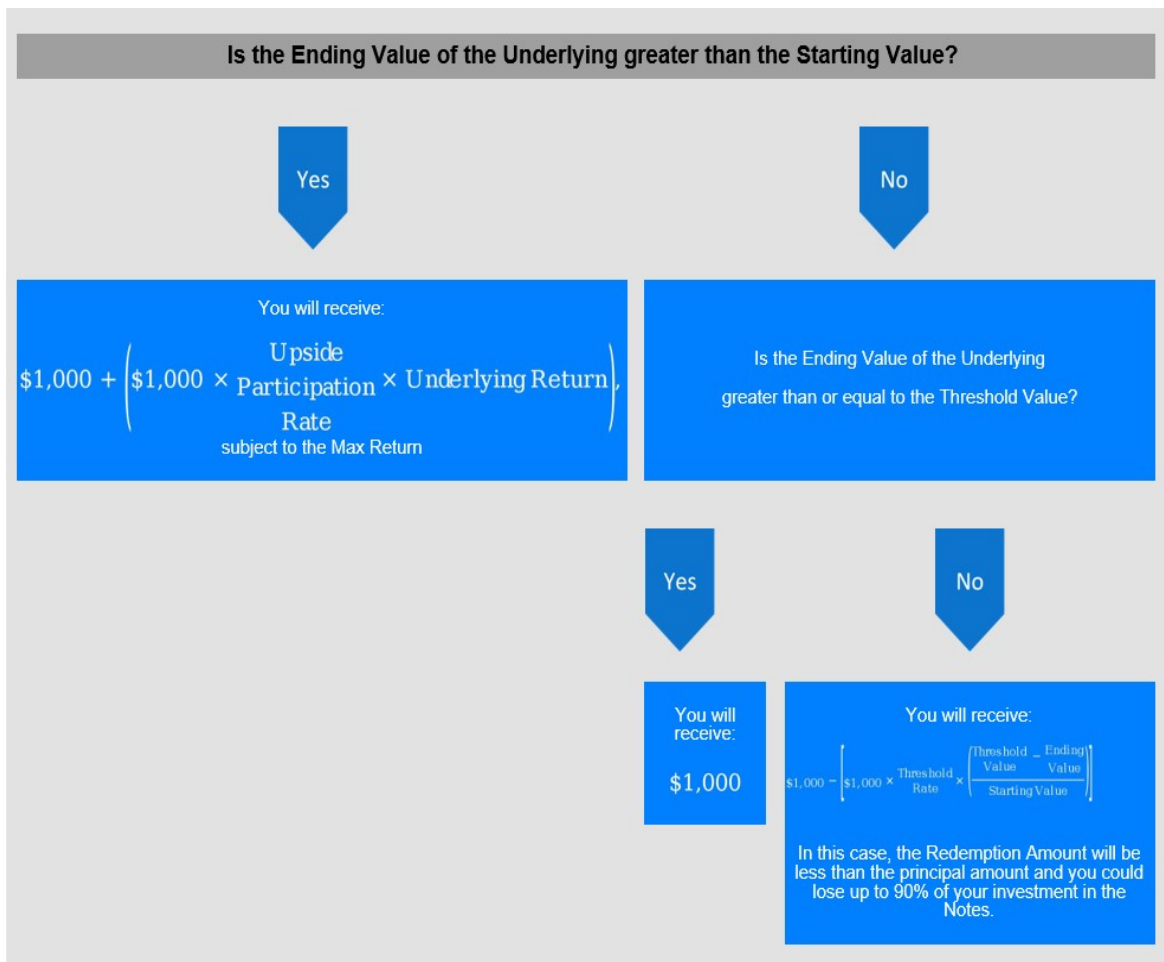 Is the Ending Value of the Underlying greater than the Starting Value?
Yes
No
You will receive:
$1,000 + ($1,000 × Upside Participation Rate × Underlying Return),
subject to the Max Return
Is the Ending Value of the Underlying
greater than or equal to the Threshold Value?
Yes
No
You will
receive:
$1,000
You will receive:
$1,000 − [$1,000 × Threshold Rate × ((Threshold Value − Ending Value) / Starting Value)]
In this case, the Redemption Amount will be
less than the principal amount and you could
lose up to 90% of your investment in the
Notes.